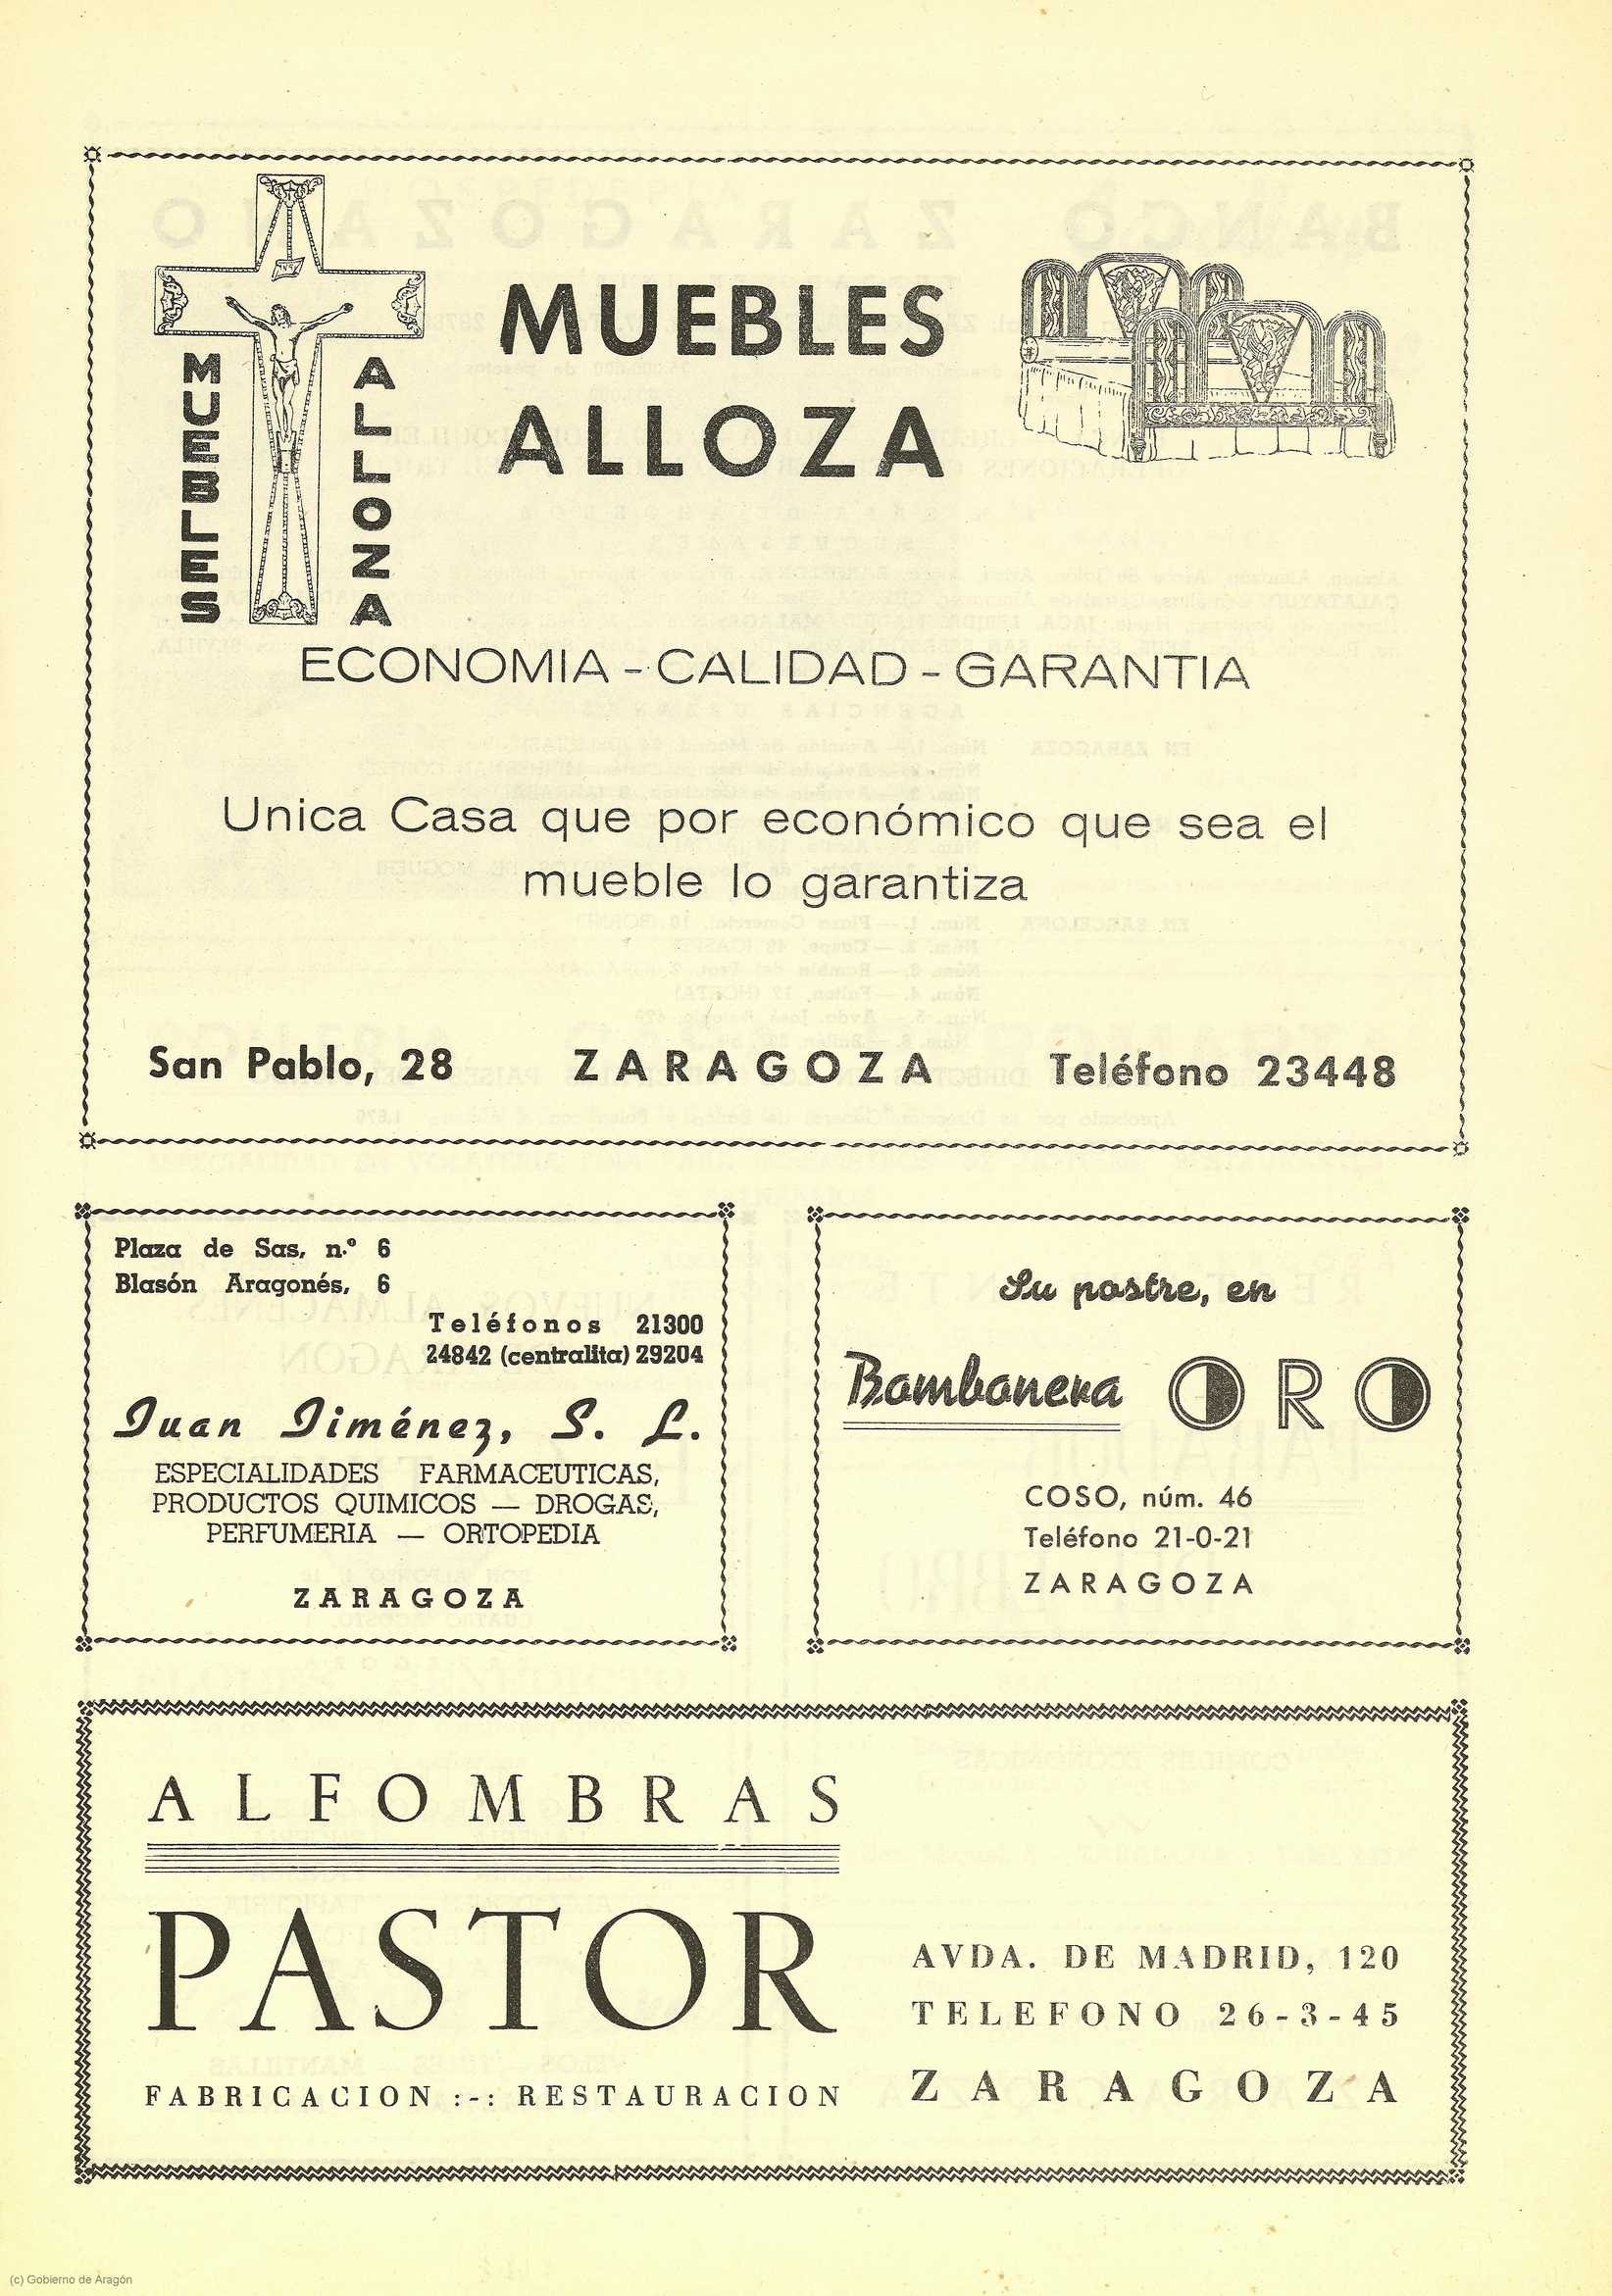 MUEBLES
ALLOZA
MUEBLES
ALLOZA
ECONOMIA - CALIDAD - GARANTIA
Unica Casa que por económico que sea el
mueble lo garantiza
San Pablo, 28 ZARAGOZA Teléfono 23448
Plaza de Sas, n.º 6
Blasón Aragonés, 6
Teléfonos 21300
24842 (centralita) 29204
Juan Jiménez, S. L.
ESPECIALIDADES FARMACEUTICAS,
PRODUCTOS QUIMICOS — DROGAS,
PERFUMERIA — ORTOPEDIA
ZARAGOZA
Su postre, en
Bombonera ORO
COSO, núm. 46
Teléfono 21-0-21
ZARAGOZA
ALFOMBRAS
PASTOR
FABRICACION :-: RESTAURACION
AVDA. DE MADRID, 120
TELEFONO 26-3-45
ZARAGOZA
(c) Gobierno de Aragón